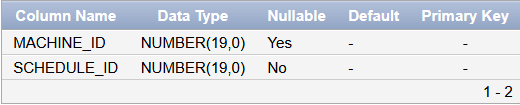 Column Name Data Type Nullable Default Primary Key
MACHINE_ID NUMBER(19,0) Yes - -
SCHEDULE_ID NUMBER(19,0) No - -
1 - 2